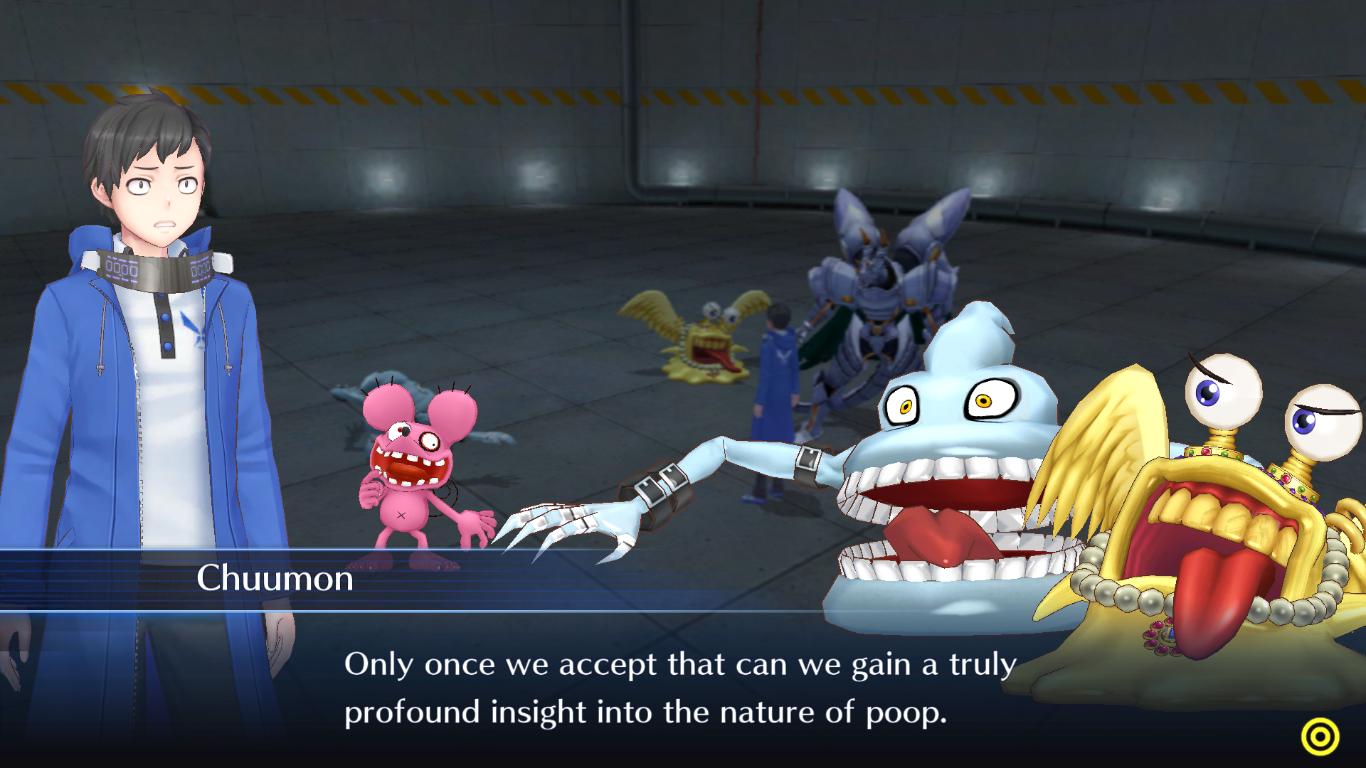 Chuumon
Only once we accept that can we gain a truly
profound insight into the nature of poop.